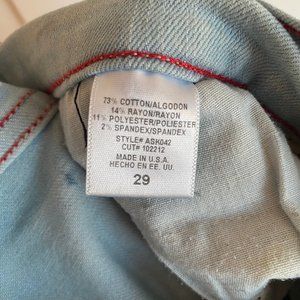 73% COTTON/ALGODON
14% RAYON/RAYON
11% POLYESTER/POLIESTER
2% SPANDEX/SPANDEX
STYLE# ASK042
CUT# 102212
MADE IN U.S.A.
HECHO EN EE. UU.
29